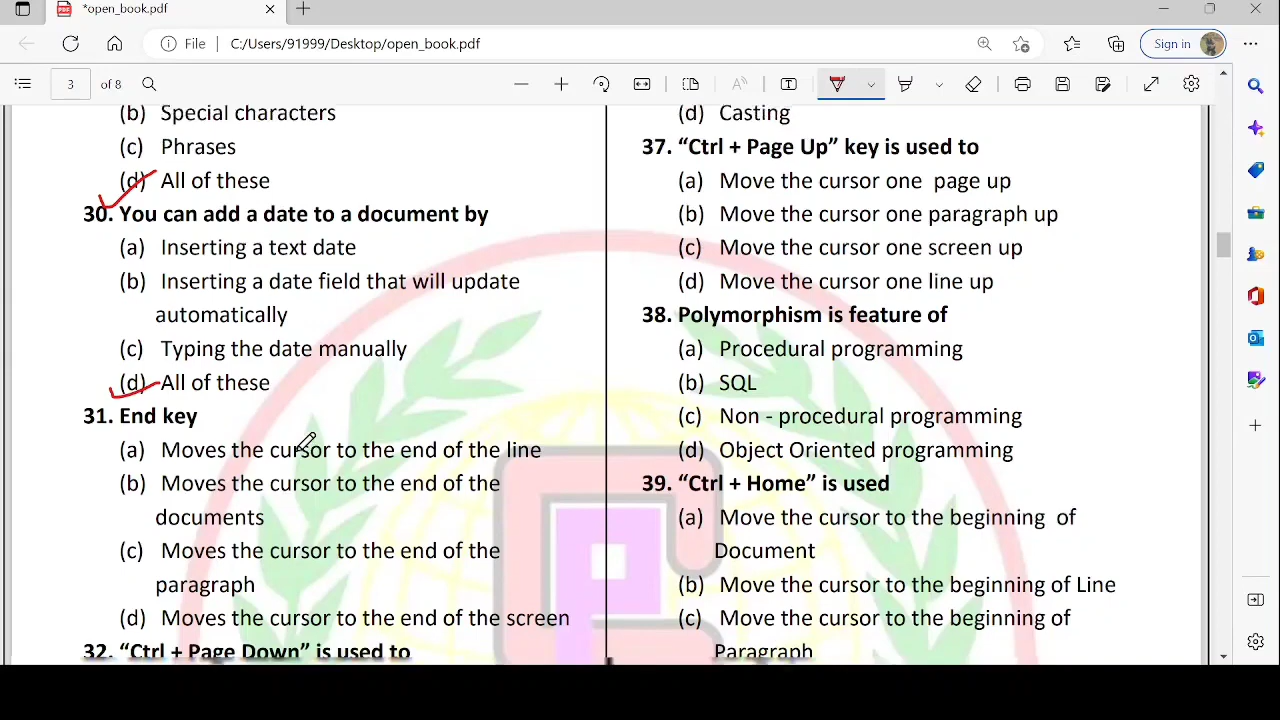 *open_book.pdf
File
C:/Users/91999/Desktop/open_book.pdf
Sign in
3 of 8
(b) Special characters
(c) Phrases
(d) All of these
30. You can add a date to a document by
(a) Inserting a text date
(b) Inserting a date field that will update
automatically
(c) Typing the date manually
(d) All of these
31. End key
(a) Moves the cursor to the end of the line
(b) Moves the cursor to the end of the
documents
(c) Moves the cursor to the end of the
paragraph
(d) Moves the cursor to the end of the screen
32. “Ctrl + Page Down” is used to
(d) Casting
37. “Ctrl + Page Up” key is used to
(a) Move the cursor one page up
(b) Move the cursor one paragraph up
(c) Move the cursor one screen up
(d) Move the cursor one line up
38. Polymorphism is feature of
(a) Procedural programming
(b) SQL
(c) Non - procedural programming
(d) Object Oriented programming
39. “Ctrl + Home” is used
(a) Move the cursor to the beginning of
Document
(b) Move the cursor to the beginning of Line
(c) Move the cursor to the beginning of
Paragraph